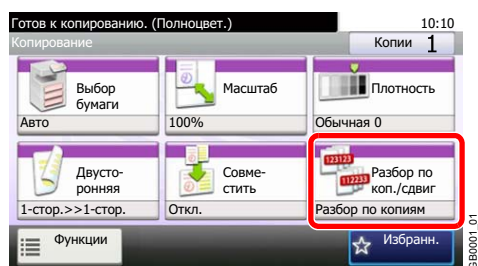 Готов к копированию. (Полноцвет.)
10:10
Копирование
Копии 1
Выбор
бумаги
Авто
Масштаб
100%
Плотность
Обычная 0
Двусто-
ронняя
1-стор.>>1-стор.
Совме-
стить
Откл.
123123
112233
Разбор по
коп./сдвиг
Разбор по копиям
Функции
Избранн.